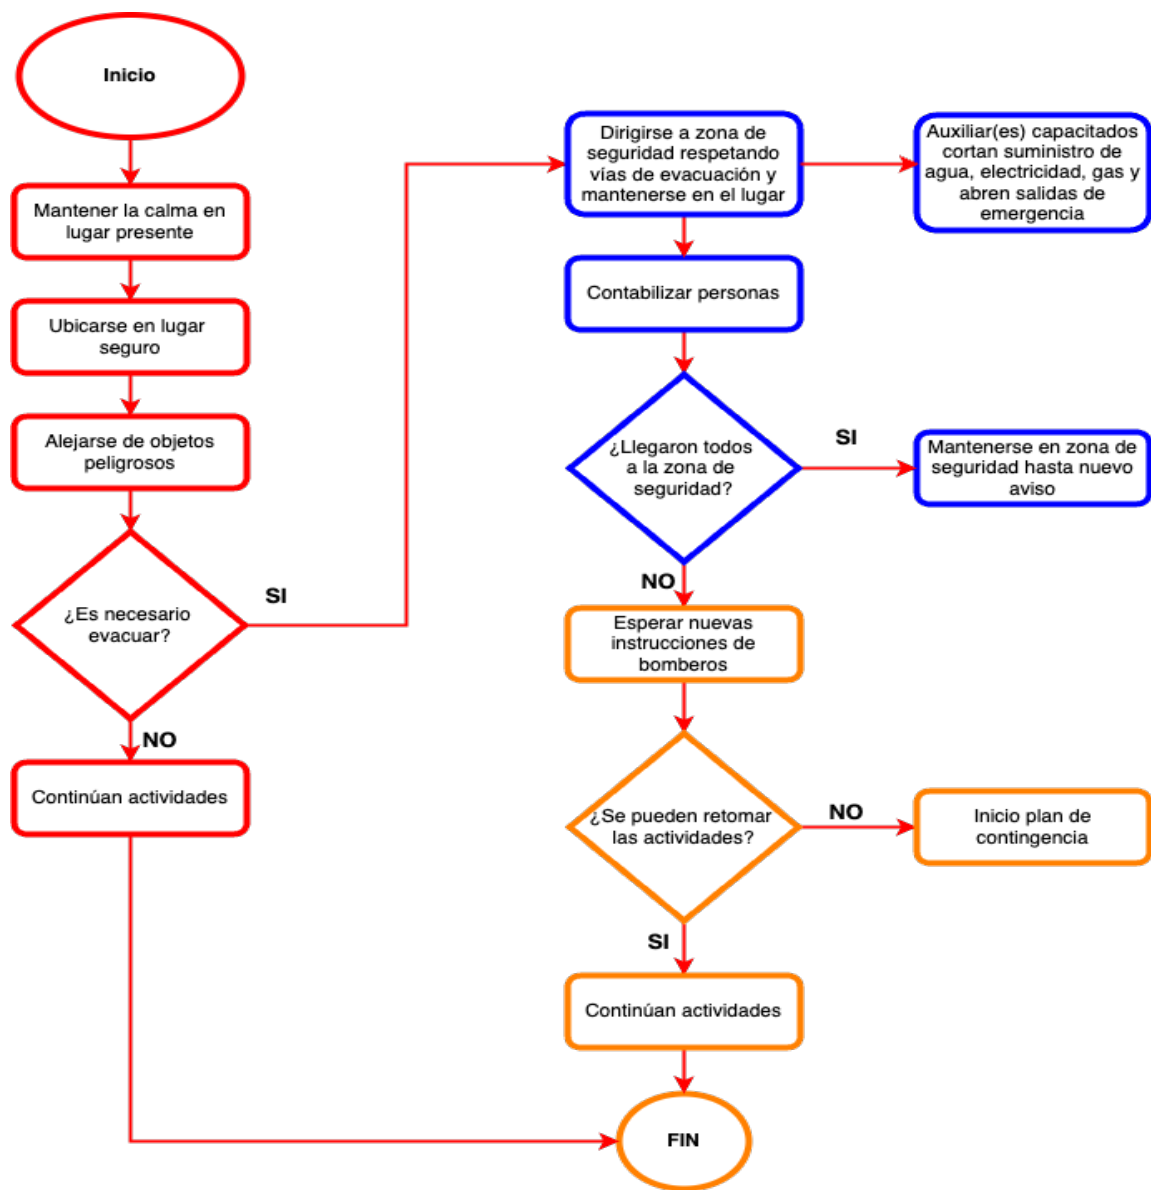 Inicio
Mantener la calma en
lugar presente
Ubicarse en lugar
seguro
Alejarse de objetos
peligrosos
¿Es necesario
evacuar?
SI
NO
Continúan actividades
Dirigirse a zona de
seguridad respetando
vías de evacuación y
mantenerse en el lugar
Auxiliar(es) capacitados
cortan suministro de
agua, electricidad, gas y
abren salidas de
emergencia
Contabilizar personas
¿Llegaron todos
a la zona de
seguridad?
SI
Mantenerse en zona de
seguridad hasta nuevo
aviso
NO
Esperar nuevas
instrucciones de
bomberos
¿Se pueden retomar
las actividades?
NO
Inicio plan de
contingencia
SI
Continúan actividades
FIN